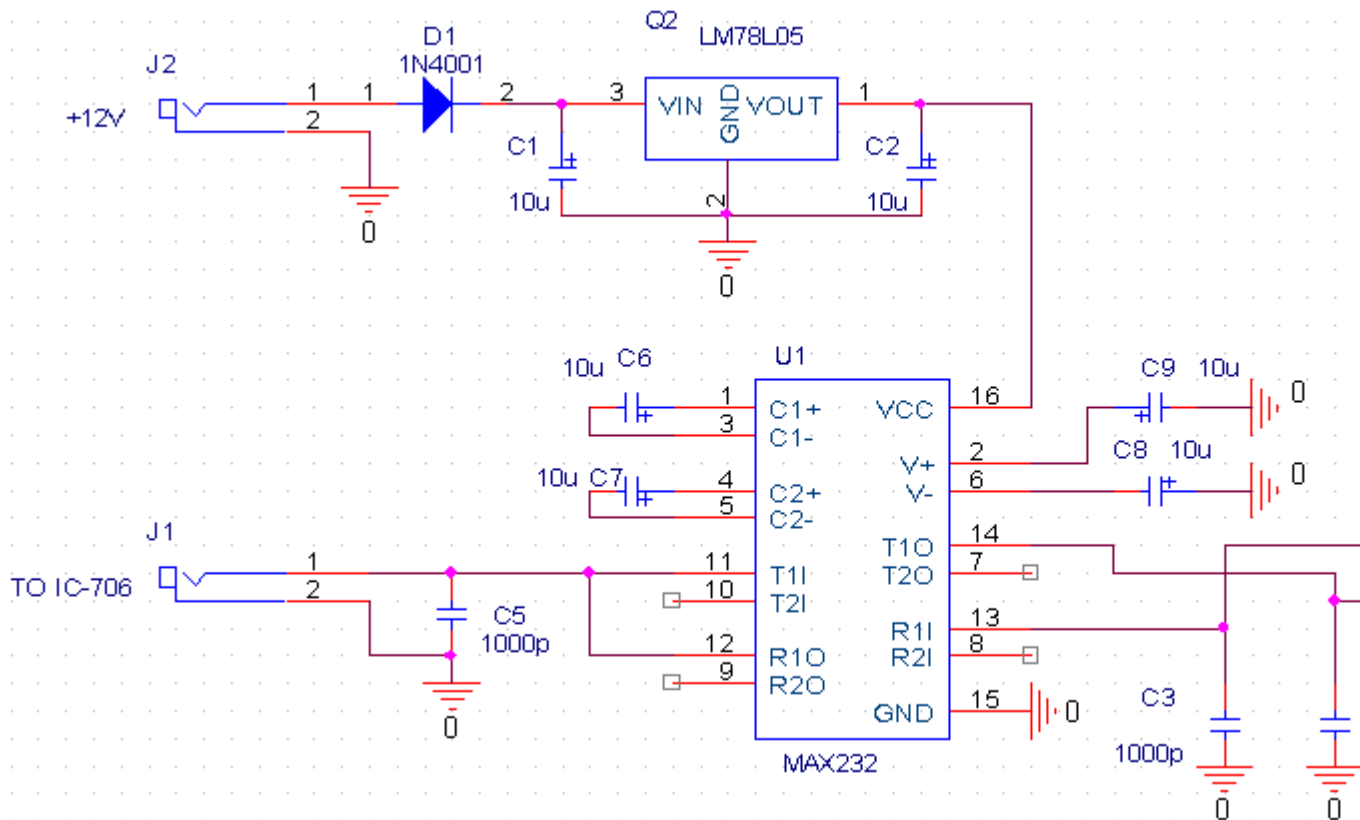 Q2 LM78L05
D1
1N4001
J2
+12V
1 1 2 3 1
2
VIN GND VOUT
C1
10u
C2
10u
2
0
0
U1
10u C6
C9 10u
1 C1+ VCC 16
0
3 C1-
V+ 2
C8 10u
10u C7
4 C2+ V- 6
0
5 C2-
J1
T1O 14
TO IC-706
1 11 T1I T2O 7
2 10 T2I
C5
1000p
R1I 13
12 R1O R2I 8
9 R2O
GND 15 0
C3
1000p
0
MAX232
0 0